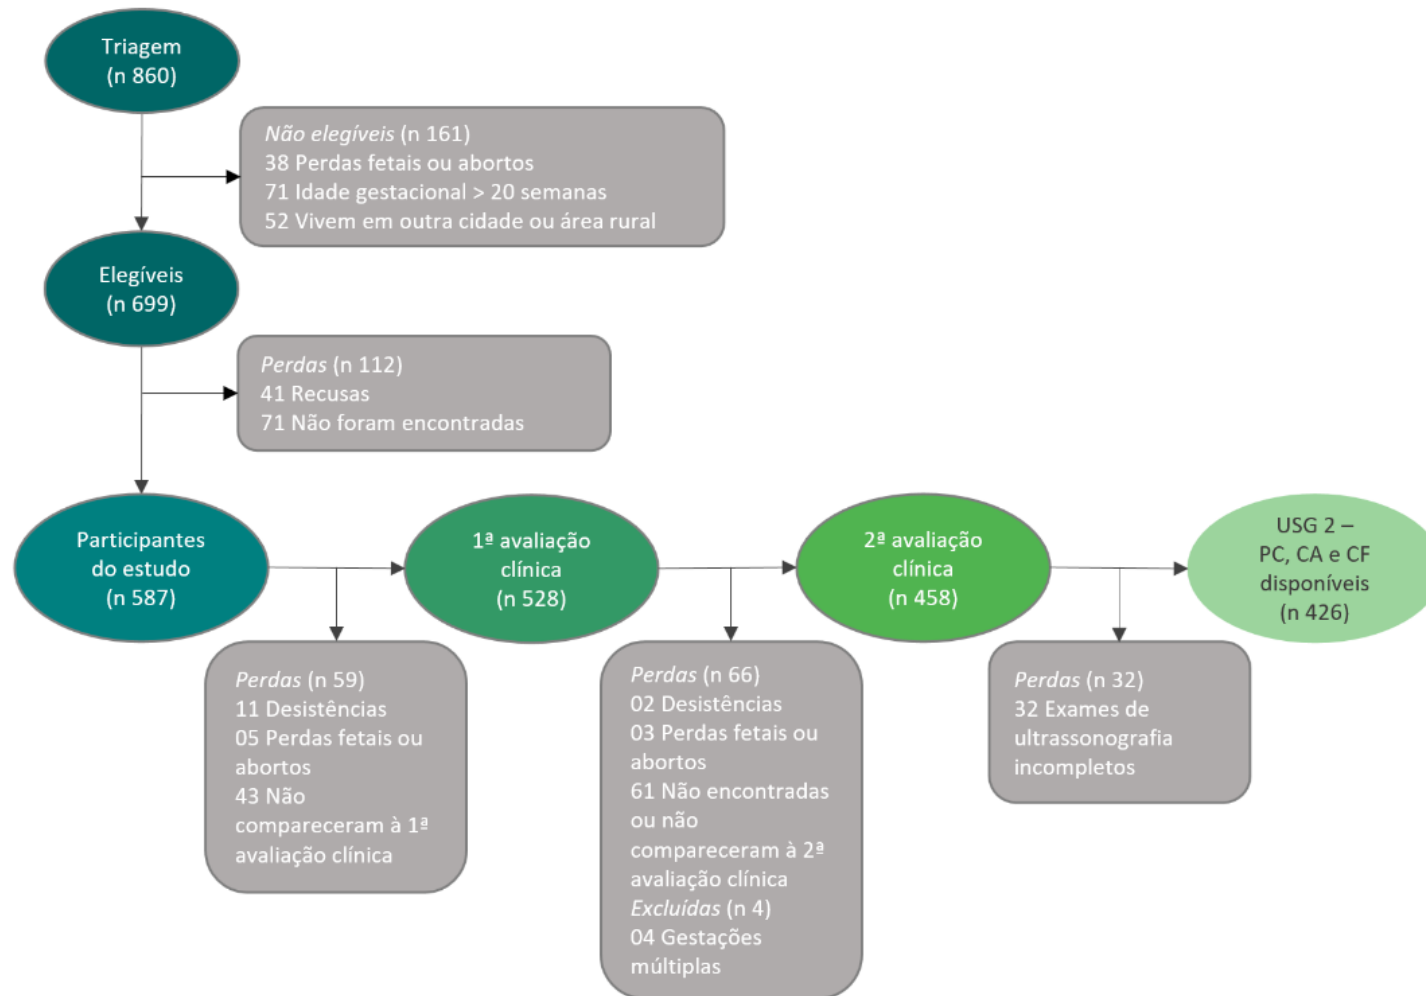 Triagem
(n 860)
Não elegíveis (n 161)
38 Perdas fetais ou abortos
71 Idade gestacional > 20 semanas
52 Vivem em outra cidade ou área rural
Elegíveis
(n 699)
Perdas (n 112)
41 Recusas
71 Não foram encontradas
Participantes
do estudo
(n 587)
1ª avaliação
clínica
(n 528)
2ª avaliação
clínica
(n 458)
USG 2 –
PC, CA e CF
disponíveis
(n 426)
Perdas (n 59)
11 Desistências
05 Perdas fetais ou
abortos
43 Não
compareceram à 1ª
avaliação clínica
Perdas (n 66)
02 Desistências
03 Perdas fetais ou
abortos
61 Não encontradas
ou não
compareceram à 2ª
avaliação clínica
Excluídas (n 4)
04 Gestações
múltiplas
Perdas (n 32)
32 Exames de
ultrassonografia
incompletos